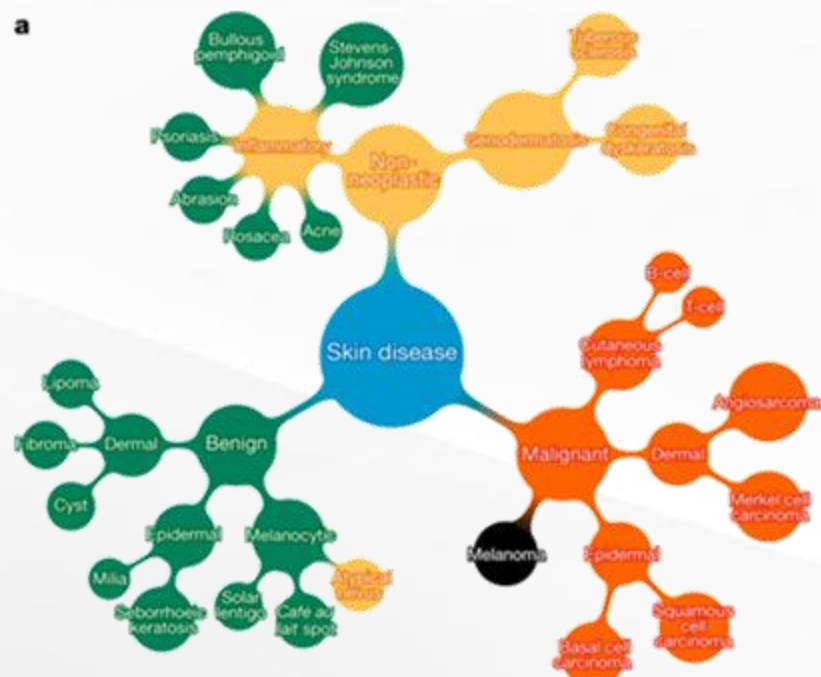 a
Bullous
pemphigoid
Stevens-
Johnson
syndrome
Tuberous
sclerosis
Psoriasis
Inflammatory
Non-
neoplastic
Genodermatosis
Congenital
dyskeratosis
Abrasion
Rosacea
Acne
B-cell
T-cell
Cutaneous
lymphoma
Skin disease
Lipoma
Angiosarcoma
Fibroma
Dermal
Benign
Malignant
Dermal
Cyst
Merkel cell
carcinoma
Epidermal
Melanocytic
Melanoma
Epidermal
Milia
Atypical
nevus
Seborrhoeic
keratosis
Solar
lentigo
Café au
lait spot
Squamous
cell
carcinoma
Basal cell
carcinoma